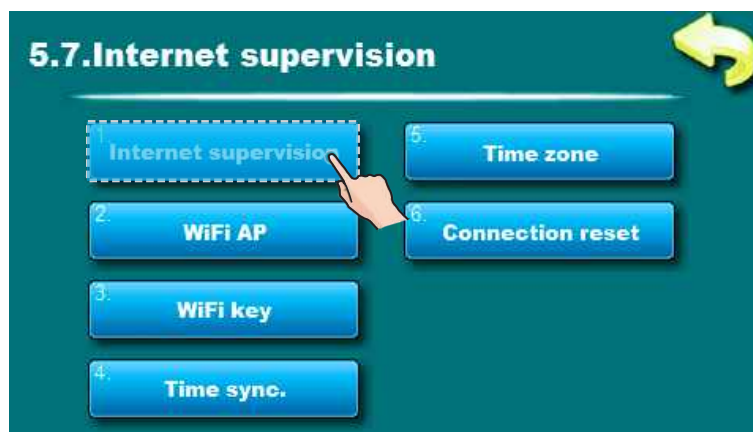 5.7.Internet supervision
1.
Internet supervision
2.
WiFi AP
3.
WiFi key
4.
Time sync.
5.
Time zone
6.
Connection reset